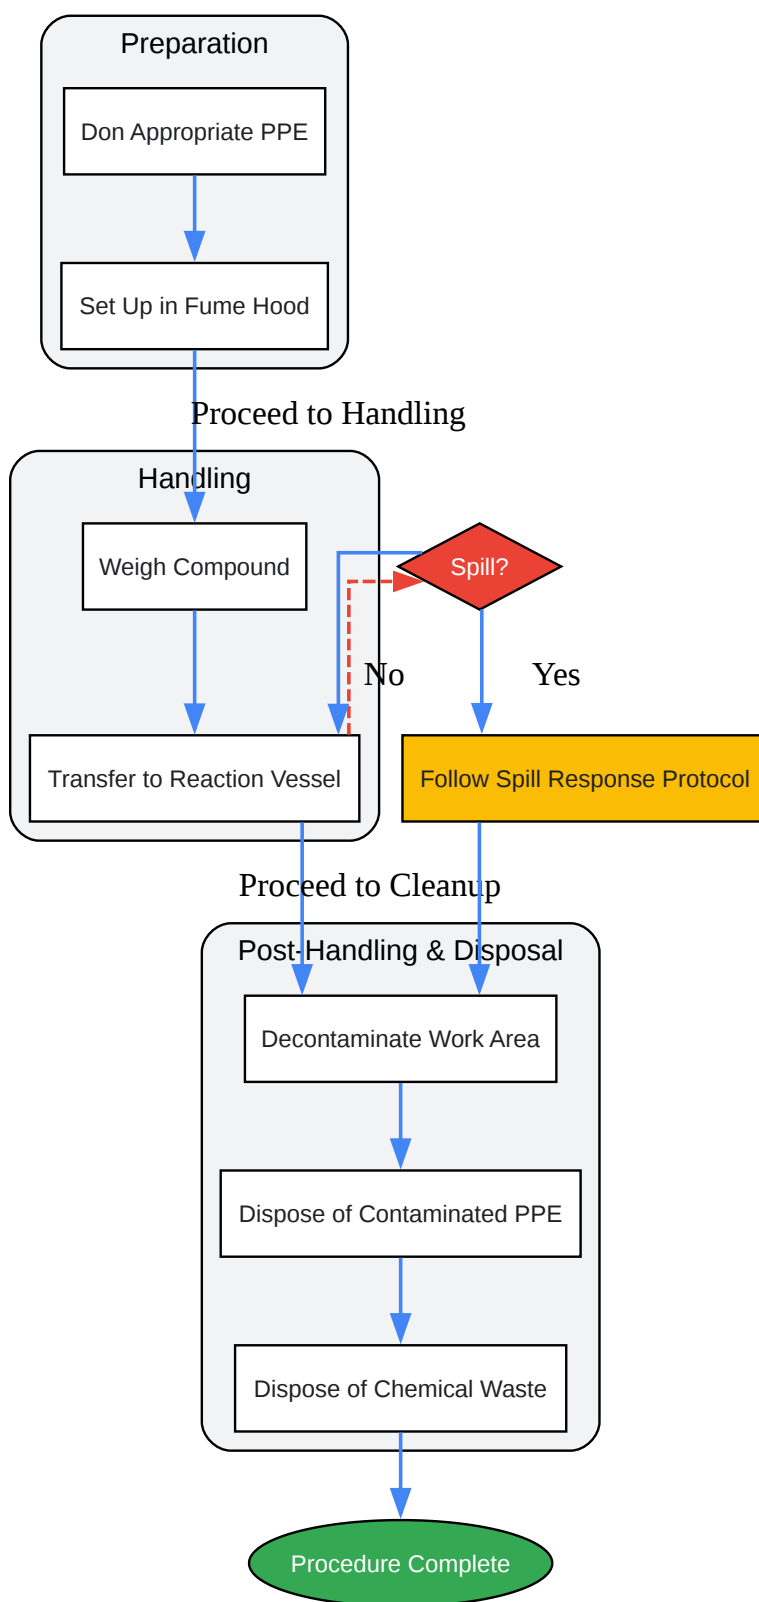 Preparation
Don Appropriate PPE
Set Up in Fume Hood
Proceed to Handling
Handling
Weigh Compound
Spill?
No
Yes
Transfer to Reaction Vessel
Follow Spill Response Protocol
Proceed to Cleanup
Post-Handling & Disposal
Decontaminate Work Area
Dispose of Contaminated PPE
Dispose of Chemical Waste
Procedure Complete